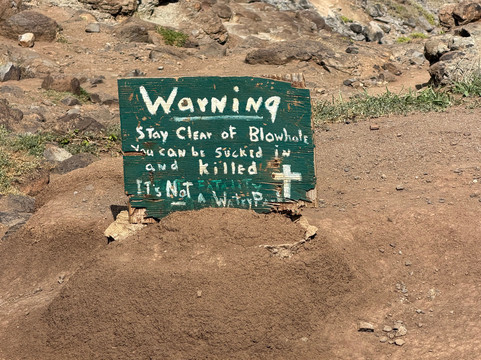 Warning
Stay Clear of Blowhole
You can be sucked in
and killed
It's Not
a WaterP